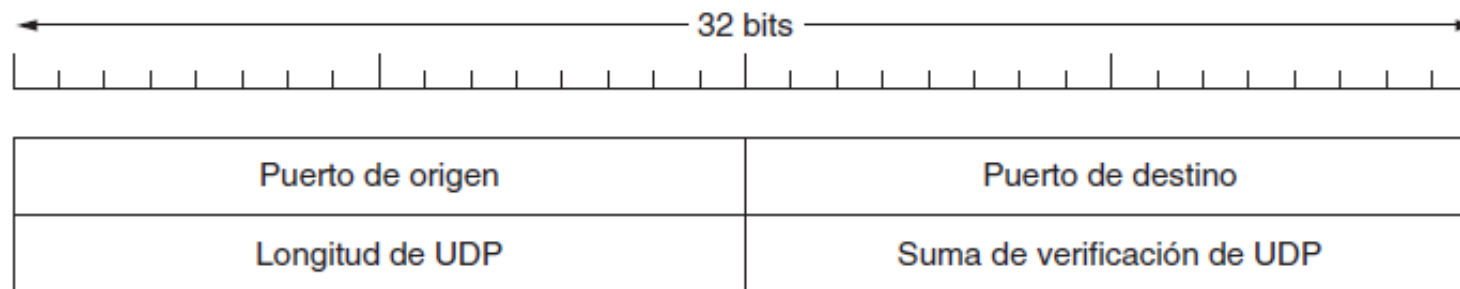 32 bits
Puerto de origen
Puerto de destino
Longitud de UDP
Suma de verificación de UDP